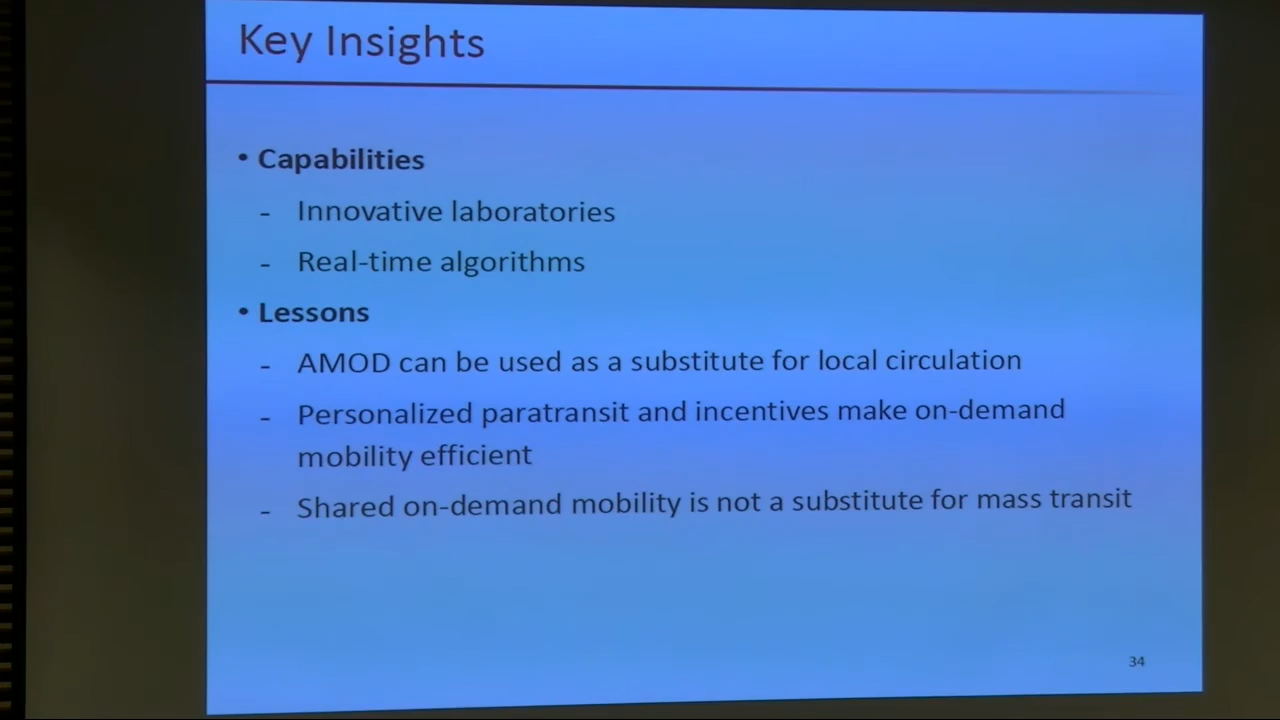 Key Insights
• Capabilities
- Innovative laboratories
- Real-time algorithms
• Lessons
- AMOD can be used as a substitute for local circulation
- Personalized paratransit and incentives make on-demand
mobility efficient
- Shared on-demand mobility is not a substitute for mass transit
34